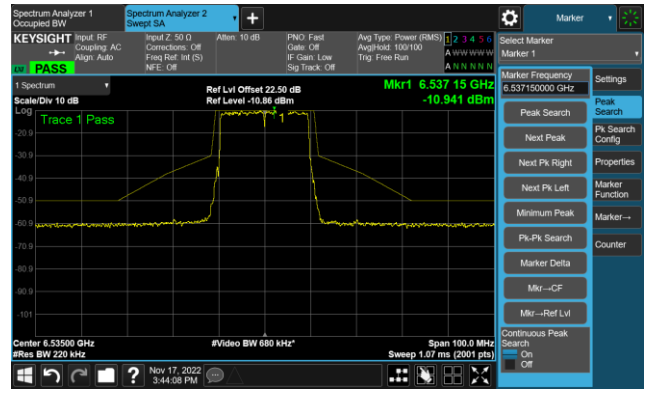 Spectrum Analyzer 1
Occupied BW
Spectrum Analyzer 2
Swept SA
+
Marker
KEYSIGHT
Input: RF
Coupling: AC
Align: Auto
Input Z: 50 Ω
Corrections: Off
Freq Ref: Int (S)
NFE: Off
Atten: 10 dB
PNO: Fast
Gate: Off
IF Gain: Low
Sig Track: Off
Avg Type: Power (RMS)
Avg|Hold: 100/100
Trig: Free Run
1 2 3 4 5 6
A W W W W W
A N N N N N
PASS
Select Marker
Marker 1
1 Spectrum
Scale/Div 10 dB
Ref Lvl Offset 22.50 dB
Ref Level -10.86 dBm
Mkr1 6.537 15 GHz
-10.941 dBm
Log
Trace 1 Pass
1
-20.9
-30.9
-40.9
-50.9
-60.9
-70.9
-80.9
-90.9
-101
Center 6.53500 GHz
#Res BW 220 kHz
#Video BW 680 kHz*
Span 100.0 MHz
Sweep 1.07 ms (2001 pts)
Marker Frequency
6.537150000 GHz
Peak Search
Next Peak
Next Pk Right
Next Pk Left
Minimum Peak
Pk-Pk Search
Marker Delta
Mkr→CF
Mkr→Ref Lvl
Continuous Peak
Search
On
Off
Settings
Peak
Search
Pk Search
Config
Properties
Marker
Function
Marker→
Counter
?
Nov 17, 2022
3:44:08 PM